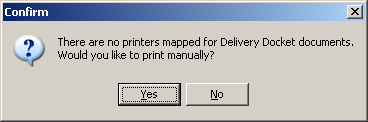 Confirm
There are no printers mapped for Delivery Docket documents.
Would you like to print manually?
Yes
No